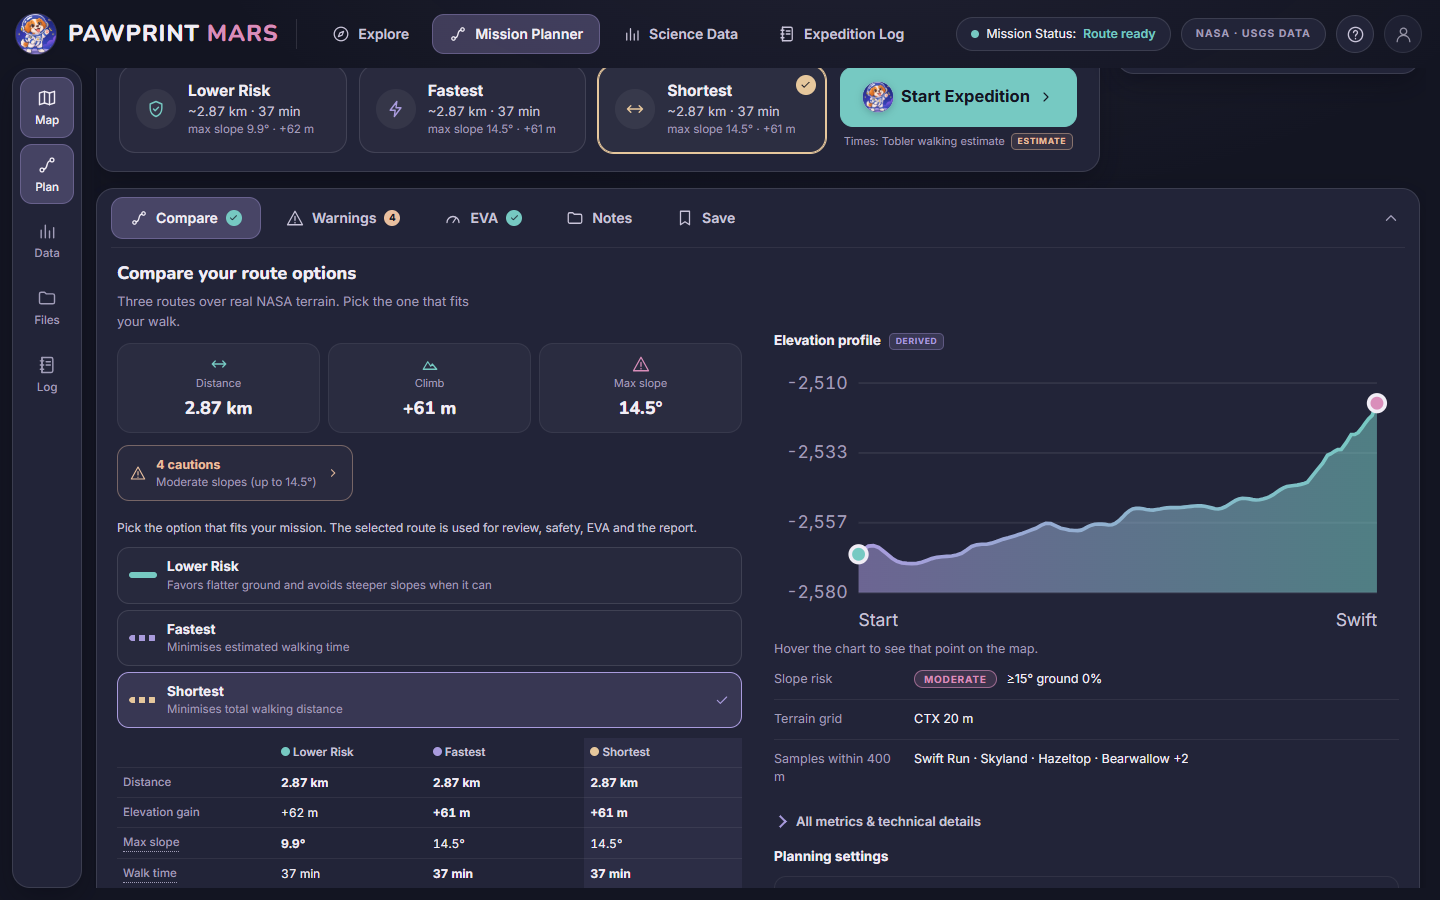 PAWPRINT MARS
Explore
Mission Planner
Science Data
Expedition Log
Mission Status: Route ready
NASA · USGS DATA
Map
Plan
Data
Files
Log
Lower Risk
~2.87 km · 37 min
max slope 9.9° · +62 m
Fastest
~2.87 km · 37 min
max slope 14.5° · +61 m
Shortest
~2.87 km · 37 min
max slope 14.5° · +61 m
Start Expedition
Times: Tobler walking estimate ESTIMATE
Compare
Warnings 4
EVA
Notes
Save
Compare your route options
Three routes over real NASA terrain. Pick the one that fits
your walk.
Distance
2.87 km
Climb
+61 m
Max slope
14.5°
4 cautions
Moderate slopes (up to 14.5°)
Pick the option that fits your mission. The selected route is used for review, safety, EVA and the report.
Lower Risk
Favors flatter ground and avoids steeper slopes when it can
Fastest
Minimises estimated walking time
Shortest
Minimises total walking distance
Lower Risk Fastest Shortest
Distance 2.87 km 2.87 km 2.87 km
Elevation gain +62 m +61 m +61 m
Max slope 9.9° 14.5° 14.5°
Walk time 37 min 37 min 37 min
Elevation profile DERIVED
-2,510
-2,533
-2,557
-2,580
Start Swift
Hover the chart to see that point on the map.
Slope risk MODERATE ≥15° ground 0%
Terrain grid CTX 20 m
Samples within 400 Swift Run · Skyland · Hazeltop · Bearwallow +2
m
All metrics & technical details
Planning settings